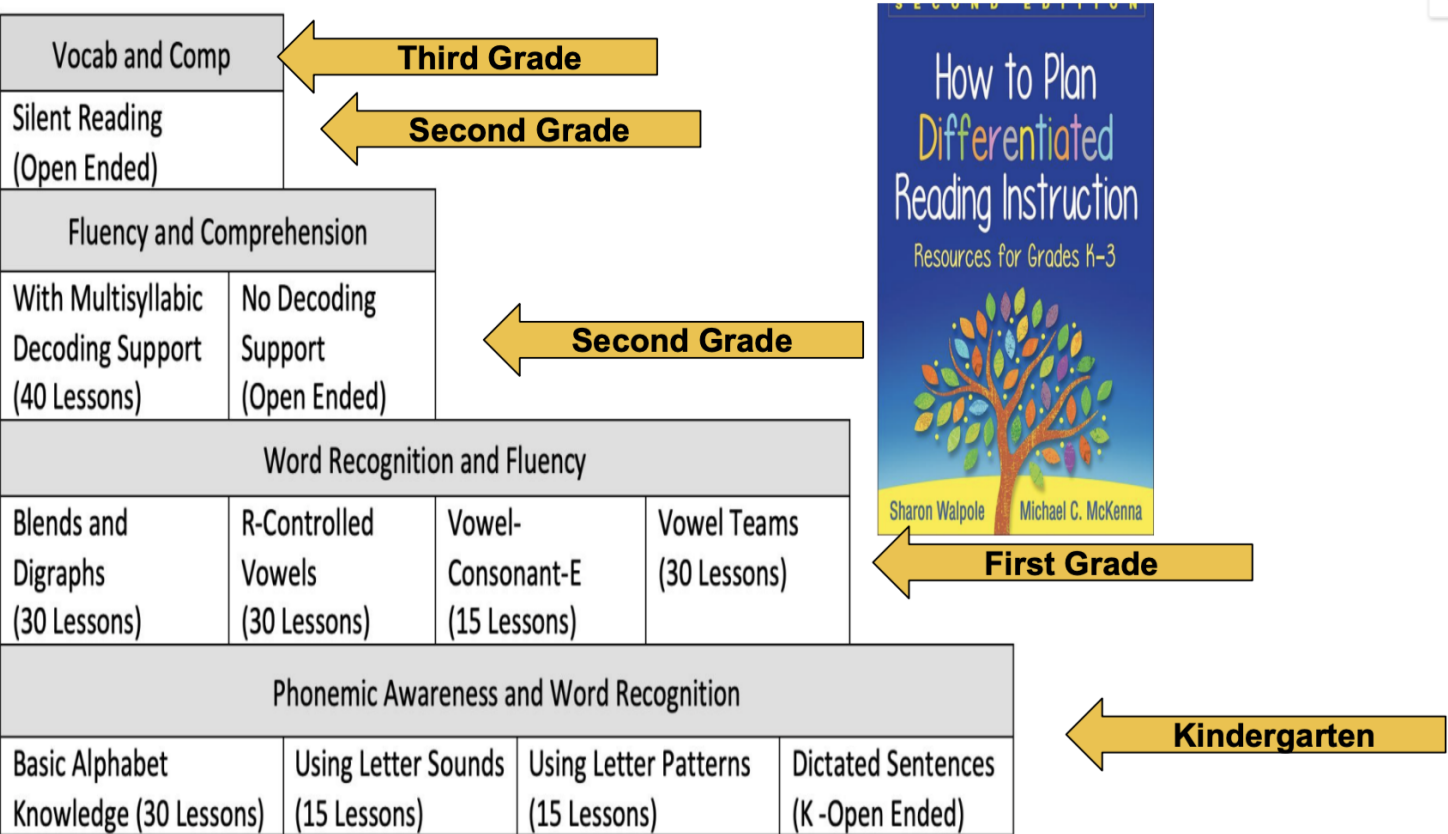 Vocab and Comp
Third Grade
Silent Reading
(Open Ended)
Second Grade
Fluency and Comprehension
With Multisyllabic
Decoding Support
(40 Lessons)
No Decoding
Support
(Open Ended)
Second Grade
Word Recognition and Fluency
Blends and
Digraphs
(30 Lessons)
R-Controlled
Vowels
(30 Lessons)
Vowel-
Consonant-E
(15 Lessons)
Vowel Teams
(30 Lessons)
First Grade
Phonemic Awareness and Word Recognition
Kindergarten
Basic Alphabet
Knowledge (30 Lessons)
Using Letter Sounds
(15 Lessons)
Using Letter Patterns
(15 Lessons)
Dictated Sentences
(K -Open Ended)
SECOND EDITION
How to Plan
Differentiated
Reading Instruction
Resources for Grades K–3
Sharon Walpole Michael C. McKenna